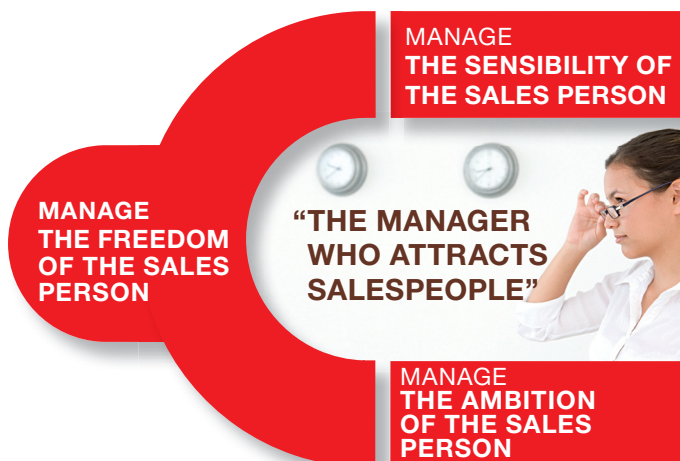 MANAGE
THE SENSIBILITY OF
THE SALES PERSON
MANAGE
THE FREEDOM
OF THE SALES
PERSON
“THE MANAGER
WHO ATTRACTS
SALESPEOPLE”
MANAGE
THE AMBITION
OF THE SALES
PERSON